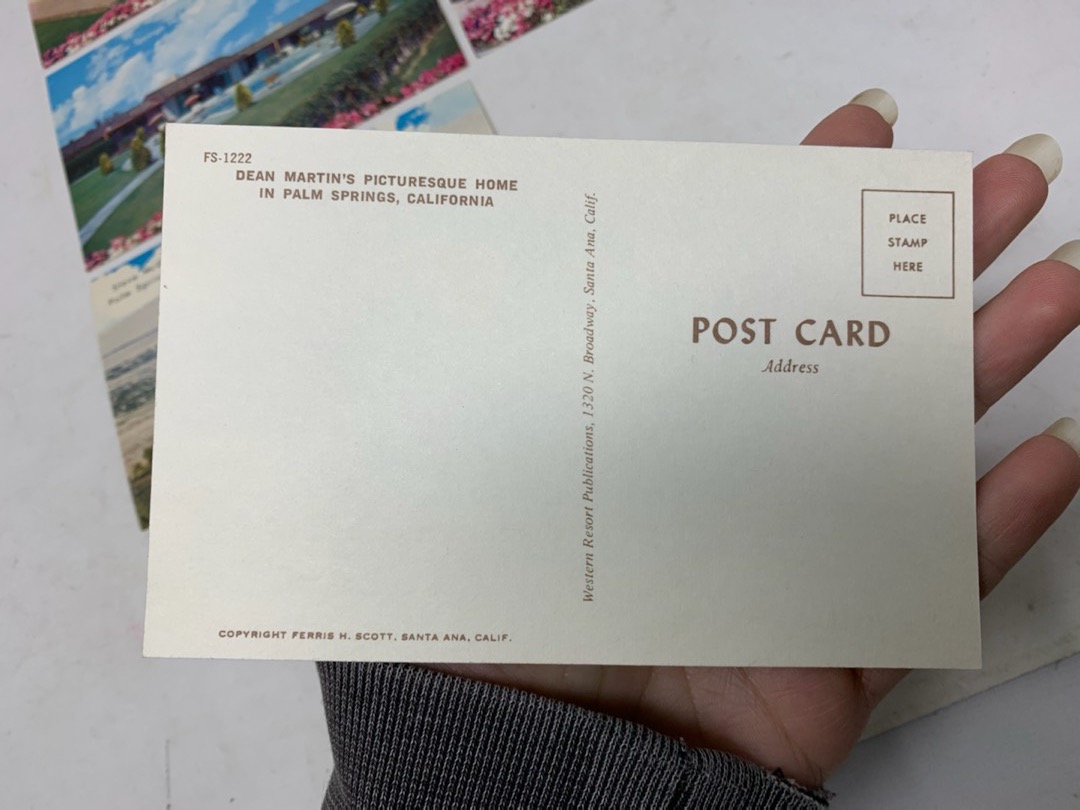 FS-1222
DEAN MARTIN'S PICTURESQUE HOME
IN PALM SPRINGS, CALIFORNIA
Western Resort Publications, 1320 N. Broadway, Santa Ana, Calif.
PLACE
STAMP
HERE
POST CARD
Address
COPYRIGHT FERRIS H. SCOTT, SANTA ANA, CALIF.